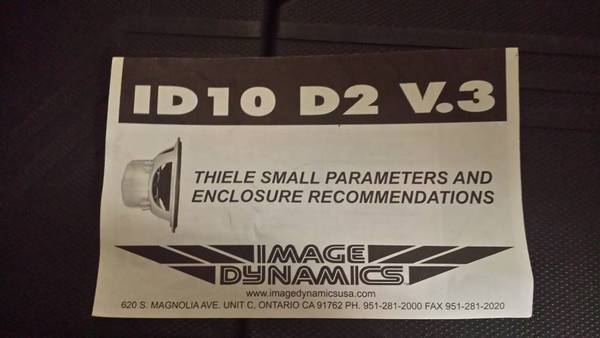 ID10 D2 V.3
THIELE SMALL PARAMETERS AND
ENCLOSURE RECOMMENDATIONS
IMAGE
DYNAMICS
www.imagedynamicsusa.com
620 S. MAGNOLIA AVE. UNIT C, ONTARIO CA 91762 PH. 951-281-2000 FAX 951-281-2020